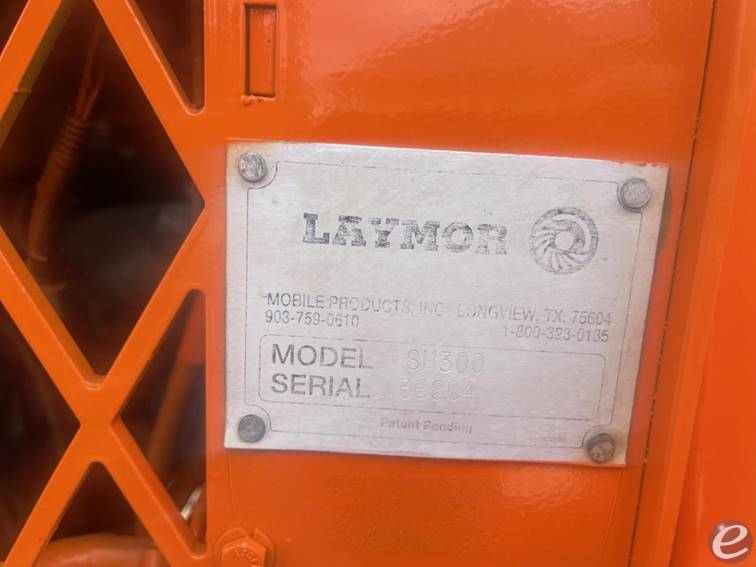 LAYMOR
MOBILE PRODUCTS, INC. LONGVIEW, TX. 75604
903-759-0610 1-800-323-0135
MODEL SM300
SERIAL
Patent Pending
e